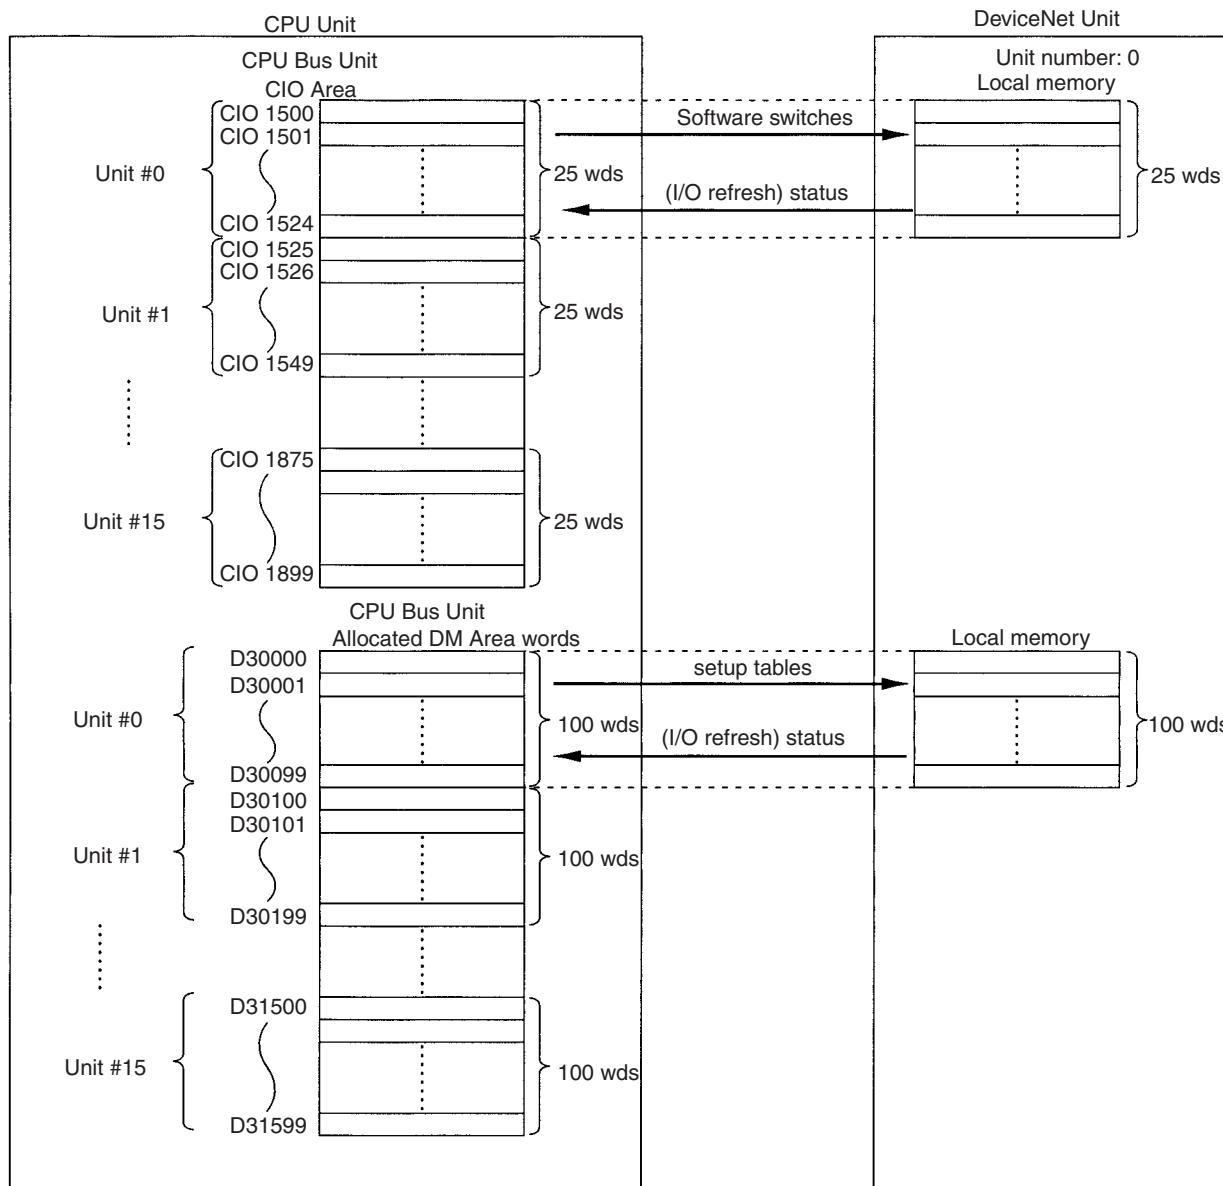 CPU Unit
DeviceNet Unit
CPU Bus Unit
CIO Area
Unit number: 0
Local memory
CIO 1500
CIO 1501
Unit #0
CIO 1524
25 wds
Software switches
(I/O refresh) status
25 wds
CIO 1525
CIO 1526
Unit #1
CIO 1549
25 wds
CIO 1875
Unit #15
CIO 1899
25 wds
CPU Bus Unit
Allocated DM Area words
Local memory
D30000
D30001
Unit #0
D30099
100 wds
setup tables
(I/O refresh) status
100 wds
D30100
D30101
Unit #1
D30199
100 wds
D31500
Unit #15
D31599
100 wds